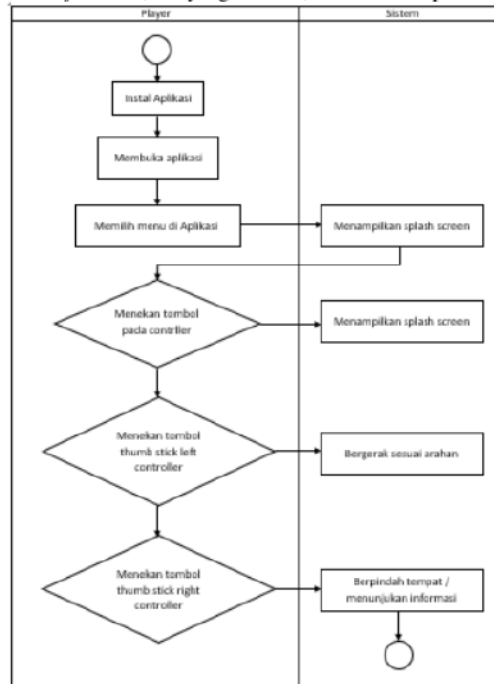 Player
Sistem
Instal Aplikasi
Membuka aplikasi
Memilih menu di Aplikasi
Menampilkan splash screen
Menekan tombol
pada contrller
Menampilkan splash screen
Menekan tombol
thumb stick left
controller
Bergerak sesuai arahan
Menekan tombol
thumb stick right
controller
Berpindah tempat /
menunjukan informasi